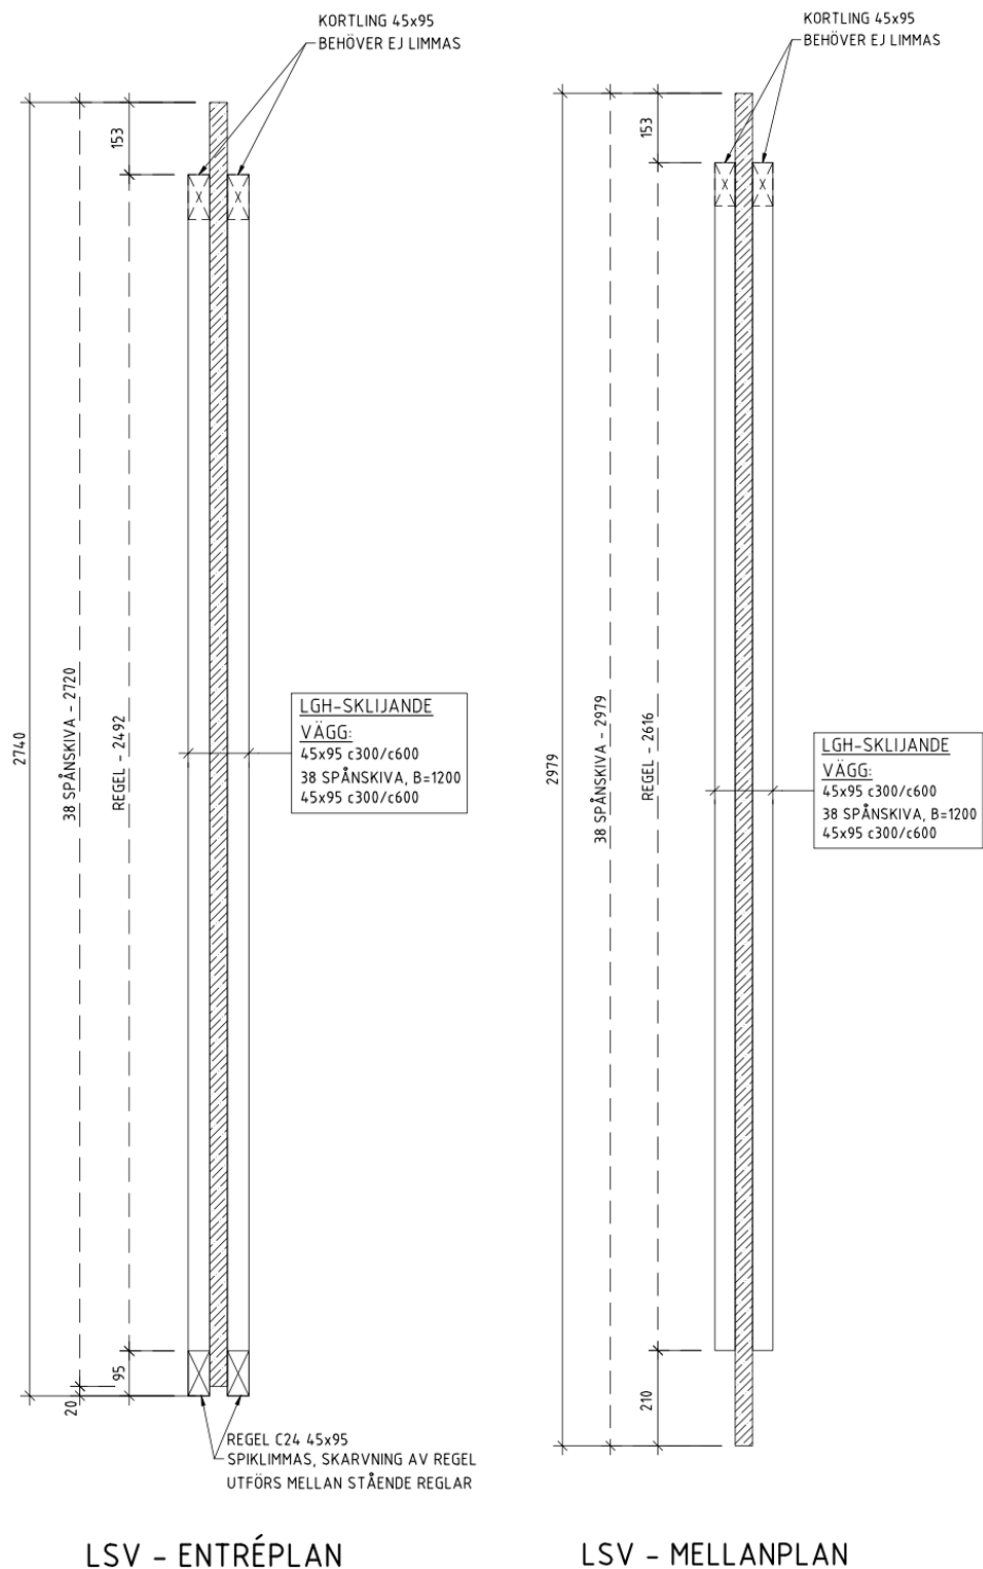 KORTLING 45x95
BEHÖVER EJ LIMMAS
153
2740
38 SPÅNSKIVA - 2720
REGEL - 2492
LGH-SKLIJANDE
VÄGG:
45x95 c300/c600
38 SPÅNSKIVA, B=1200
45x95 c300/c600
95
20
REGEL C24 45x95
SPIKLIMMAS, SKARVNING AV REGEL
UTFÖRS MELLAN STÅENDE REGLAR
LSV - ENTRÉPLAN
KORTLING 45x95
BEHÖVER EJ LIMMAS
153
2979
38 SPÅNSKIVA - 2979
REGEL - 2616
LGH-SKLIJANDE
VÄGG:
45x95 c300/c600
38 SPÅNSKIVA, B=1200
45x95 c300/c600
210
LSV - MELLANPLAN